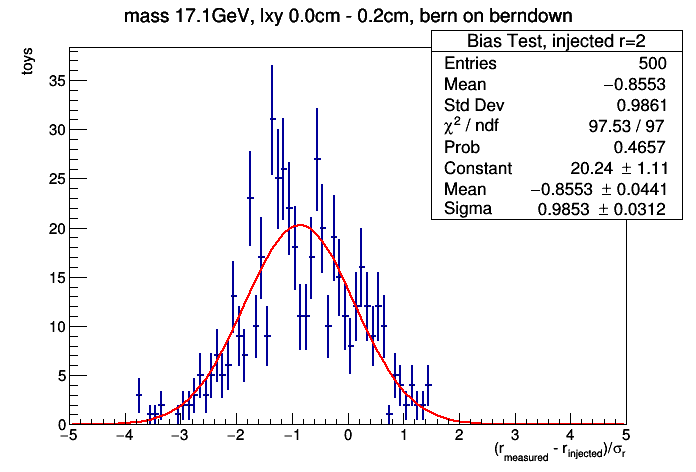 mass 17.1GeV, lxy 0.0cm - 0.2cm, bern on berndown
Bias Test, injected r=2
Entries 500
Mean −0.8553
Std Dev 0.9861
χ² / ndf 97.53 / 97
Prob 0.4657
Constant 20.24 ± 1.11
Mean −0.8553 ± 0.0441
Sigma 0.9853 ± 0.0312
toys
35
30
25
20
15
10
5
0
−5 −4 −3 −2 −1 0 1 2 3 4 5
(r_measured - r_injected)/σ_r